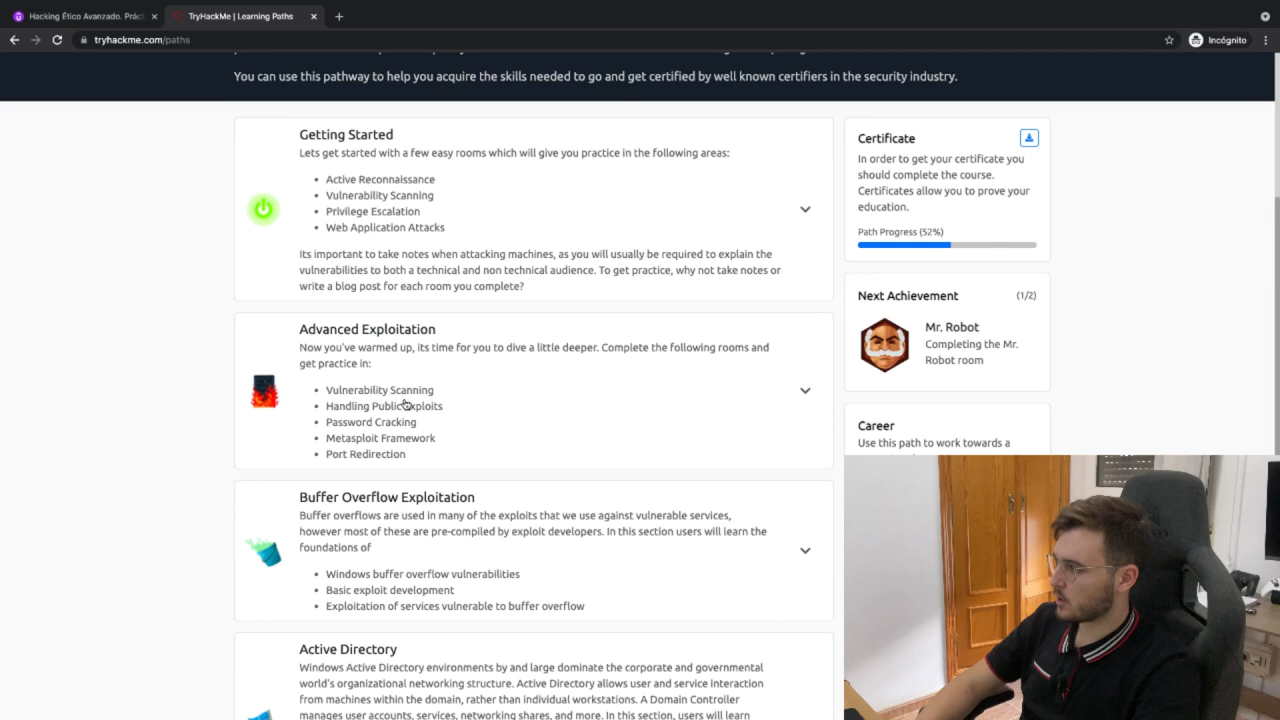 Hacking Ético Avanzado. Práct
TryHackMe | Learning Paths
tryhackme.com/paths
Incógnito
You can use this pathway to help you acquire the skills needed to go and get certified by well known certifiers in the security industry.
Getting Started
Lets get started with a few easy rooms which will give you practice in the following areas:
• Active Reconnaissance
• Vulnerability Scanning
• Privilege Escalation
• Web Application Attacks
Its important to take notes when attacking machines, as you will usually be required to explain the
vulnerabilities to both a technical and non technical audience. To get practice, why not take notes or
write a blog post for each room you complete?
Advanced Exploitation
Now you've warmed up, its time for you to dive a little deeper. Complete the following rooms and
get practice in:
• Vulnerability Scanning
• Handling Public Exploits
• Password Cracking
• Metasploit Framework
• Port Redirection
Buffer Overflow Exploitation
Buffer overflows are used in many of the exploits that we use against vulnerable services,
however most of these are pre-compiled by exploit developers. In this section users will learn the
foundations of
• Windows buffer overflow vulnerabilities
• Basic exploit development
• Exploitation of services vulnerable to buffer overflow
Active Directory
Windows Active Directory environments by and large dominate the corporate and governmental
world's organizational networking structure. Active Directory allows user and service interaction
from machines within the domain, rather than individual workstations. A Domain Controller
manages user accounts, services, networking shares, and more. In this section, users will learn
Certificate
In order to get your certificate you
should complete the course.
Certificates allow you to prove your
education.
Path Progress (52%)
Next Achievement (1/2)
Mr. Robot
Completing the Mr.
Robot room
Career
Use this path to work towards a